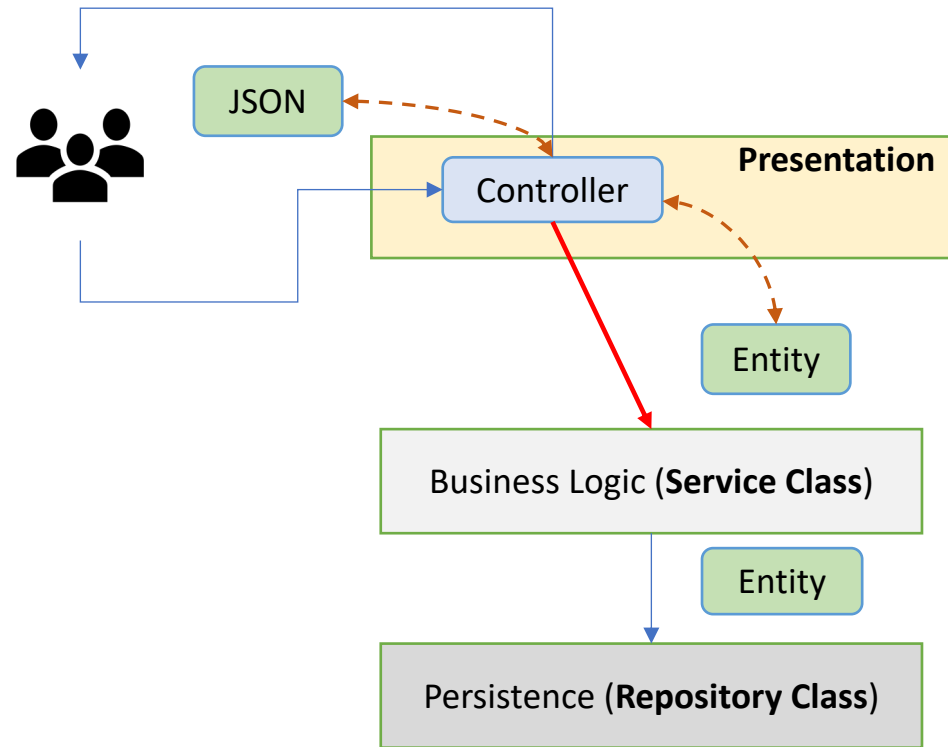 JSON
Presentation
Controller
Entity
Business Logic (Service Class)
Entity
Persistence (Repository Class)